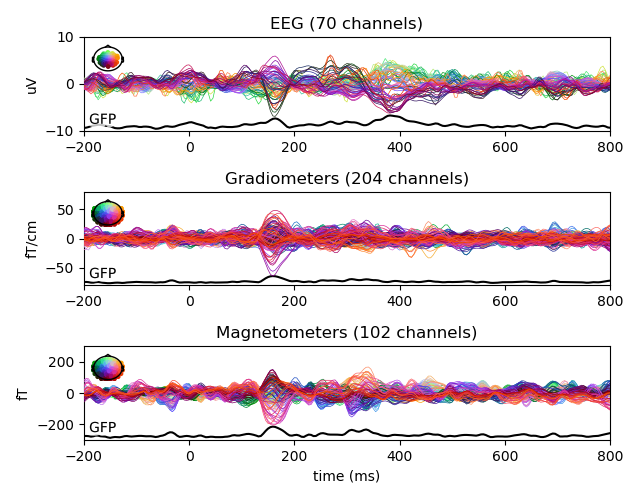 EEG (70 channels)
10
0
−10
uV
GFP
−200 0 200 400 600 800
Gradiometers (204 channels)
50
0
−50
fT/cm
GFP
−200 0 200 400 600 800
Magnetometers (102 channels)
200
0
−200
fT
GFP
−200 0 200 400 600 800
time (ms)